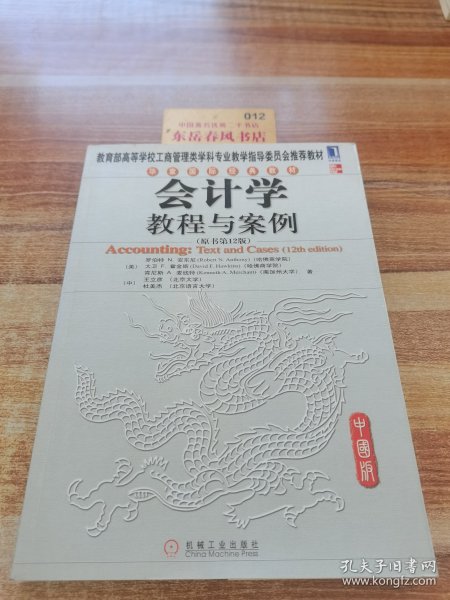 012
中国高书连锁二十书店
东岳春风书店
教育部高等学校工商管理类学科专业教学指导委员会推荐教材
华章国际经典教材
会计学
教程与案例
(原书第12版)
Accounting: Text and Cases (12th edition)
罗伯特 N. 安东尼 (Robert N. Anthony) (哈佛商学院)
(美) 大卫 F. 霍金斯 (David F. Hawkins) (哈佛商学院)
肯尼斯 A. 麦钱特 (Kenneth A. Merchant) (南加州大学) 著
(中) 王立彦 (北京大学)
杜美杰 (北京语言大学)
中國版
机械工业出版社
China Machine Press
孔夫子旧书网
www.kongfz.com